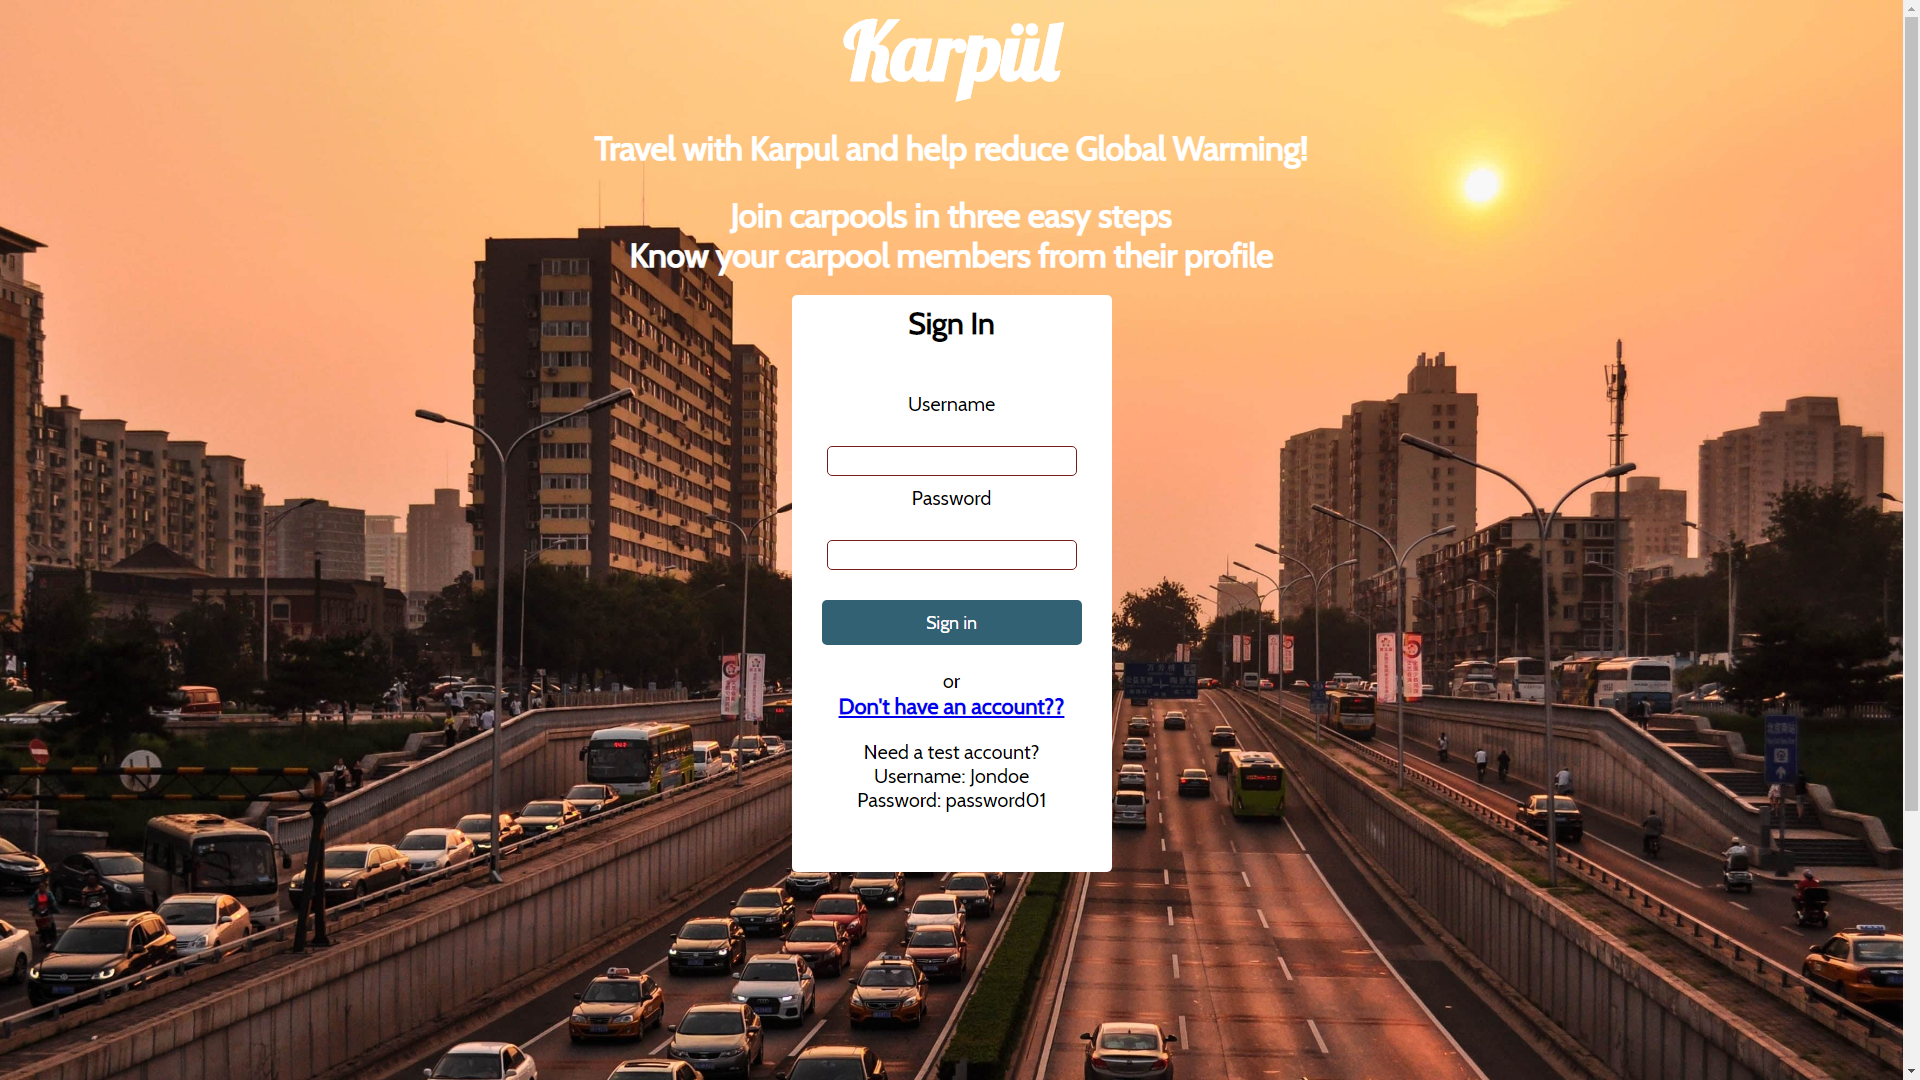 Karpül
Travel with Karpul and help reduce Global Warming!
Join carpools in three easy steps
Know your carpool members from their profile
Sign In
Username
Password
Sign in
or
Don't have an account??
Need a test account?
Username: Jondoe
Password: password01